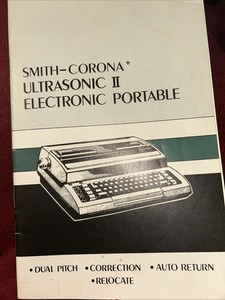 SMITH-CORONA®
ULTRASONIC II
ELECTRONIC PORTABLE
• DUAL PITCH • CORRECTION • AUTO RETURN
• RELOCATE